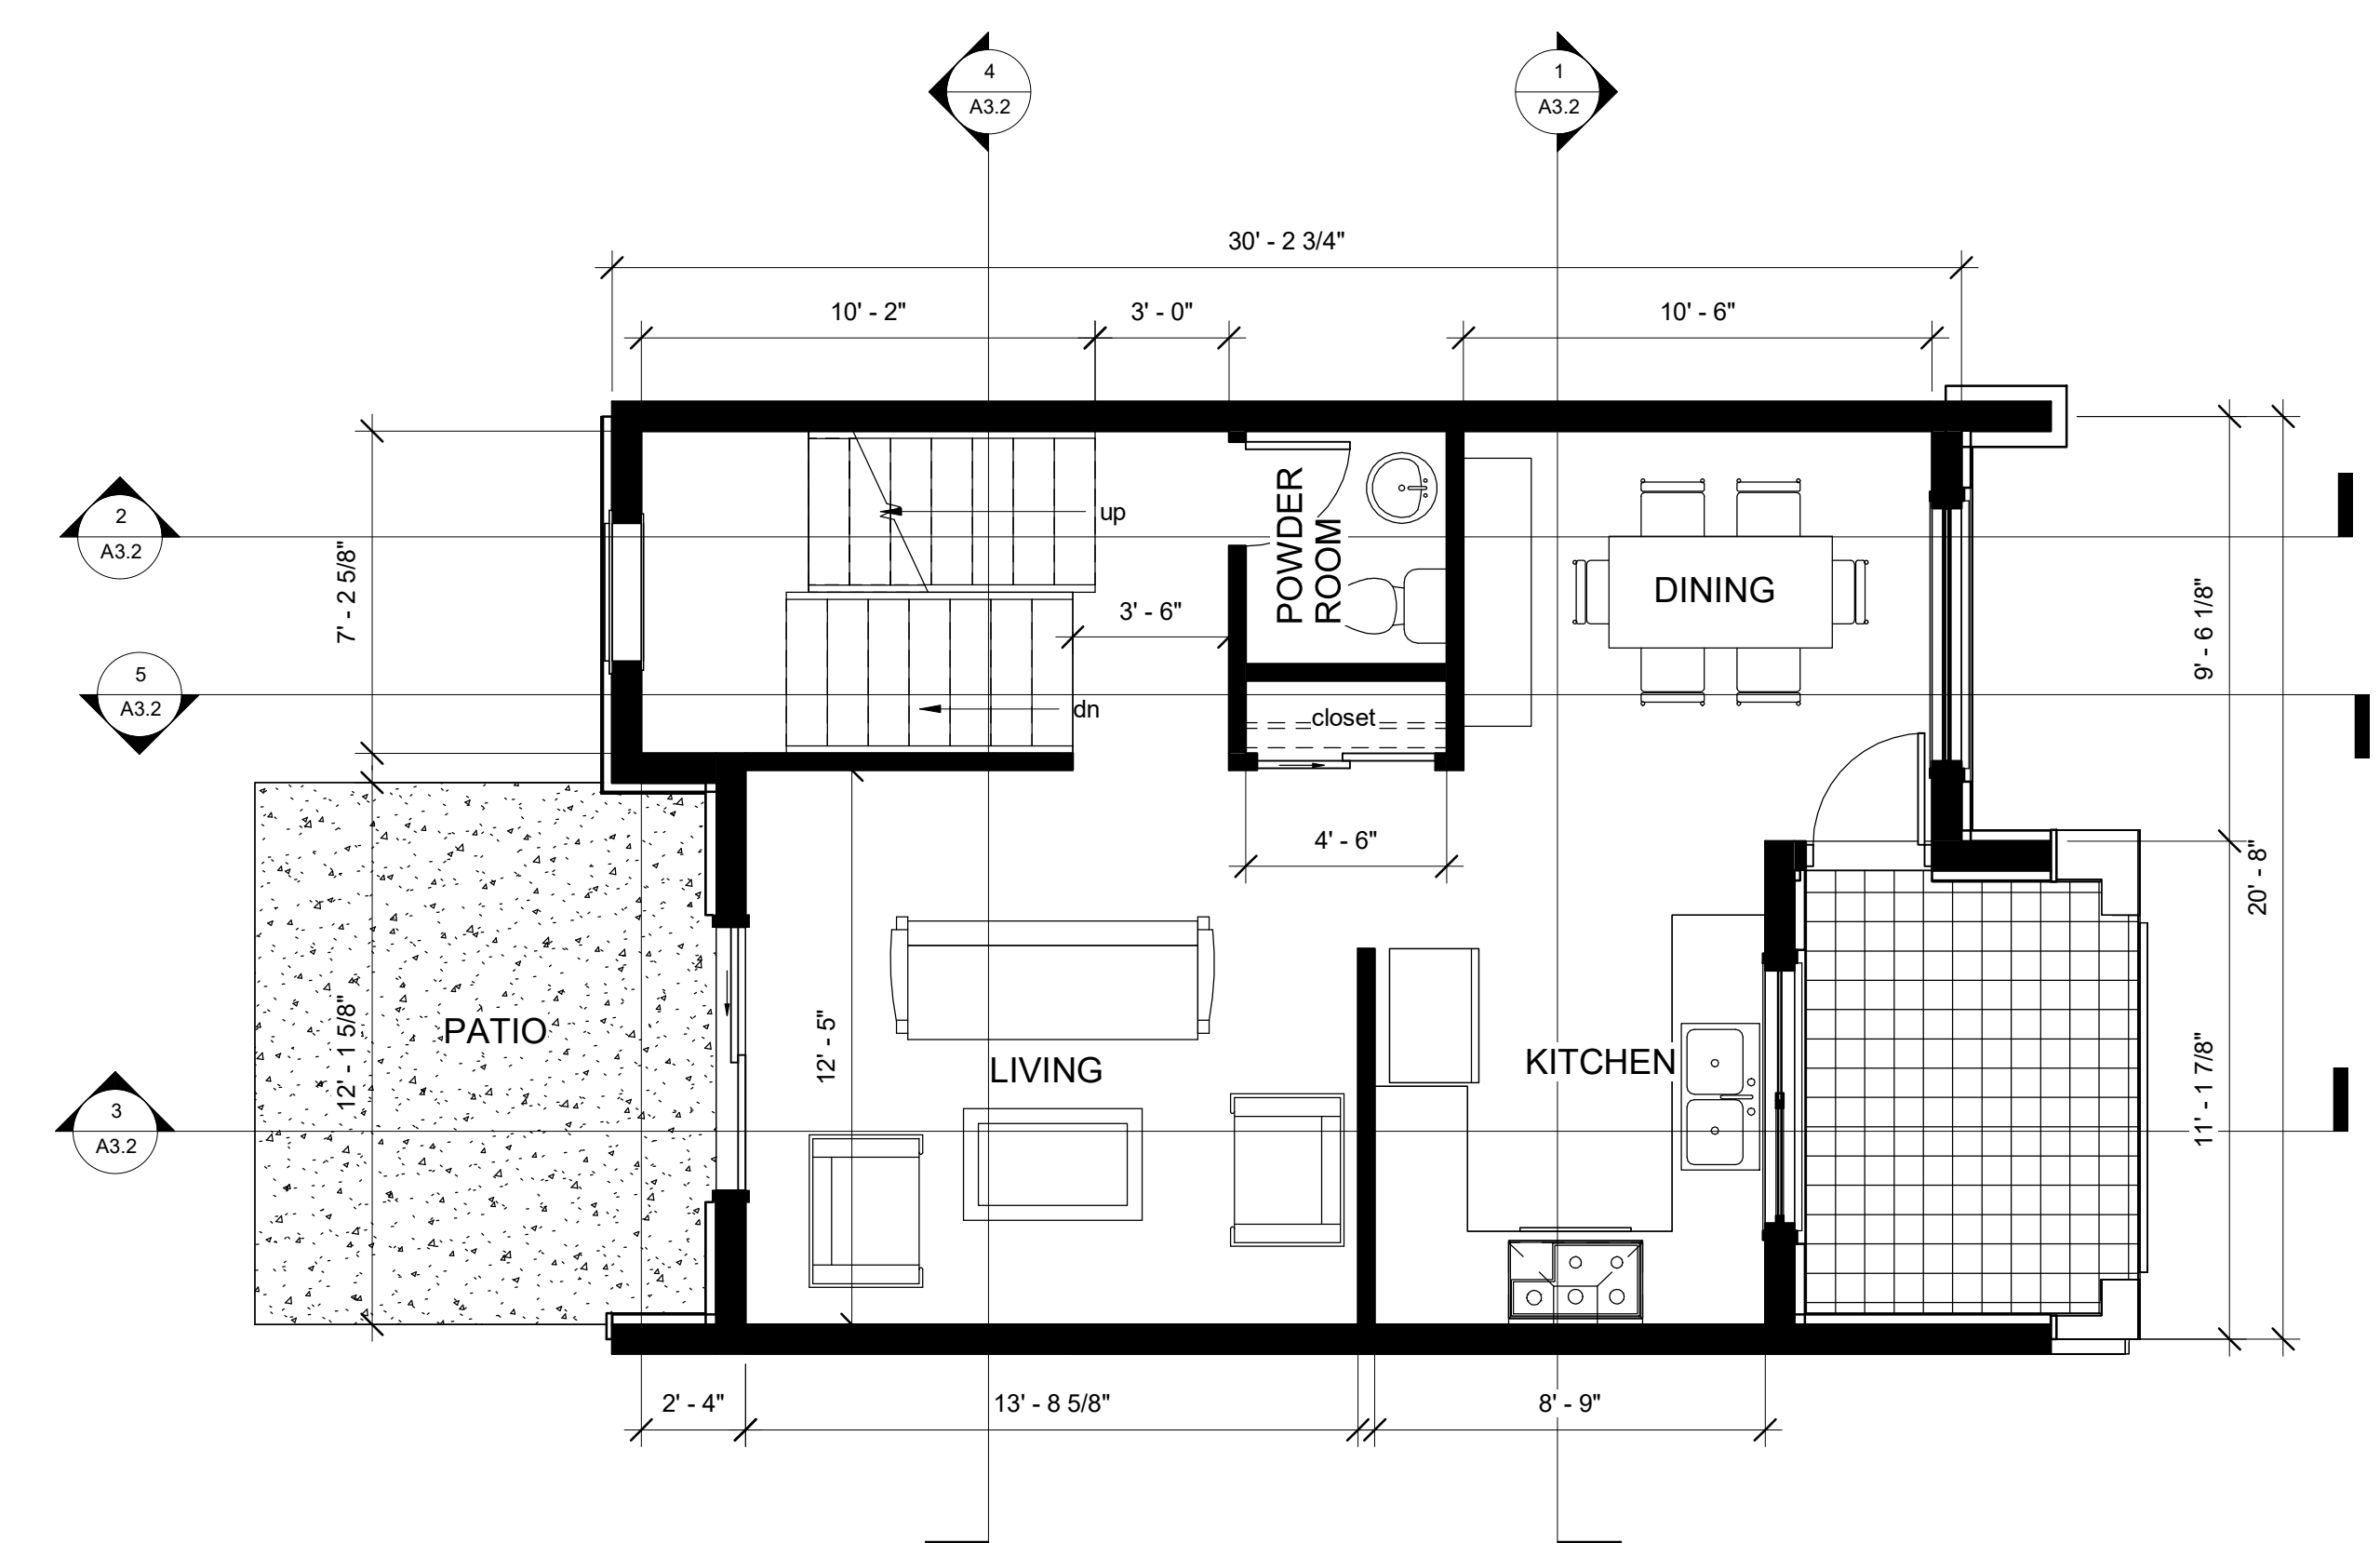 4
A3.2
1
A3.2
30' - 2 3/4"
10' - 2"
3' - 0"
10' - 6"
2
A3.2
up
POWDER
ROOM
DINING
7' - 2 5/8"
3' - 6"
9' - 6 1/8"
5
A3.2
dn
closet
4' - 6"
20' - 8"
PATIO
12' - 1 5/8"
12' - 5"
LIVING
KITCHEN
11' - 1 7/8"
3
A3.2
2' - 4"
13' - 8 5/8"
8' - 9"